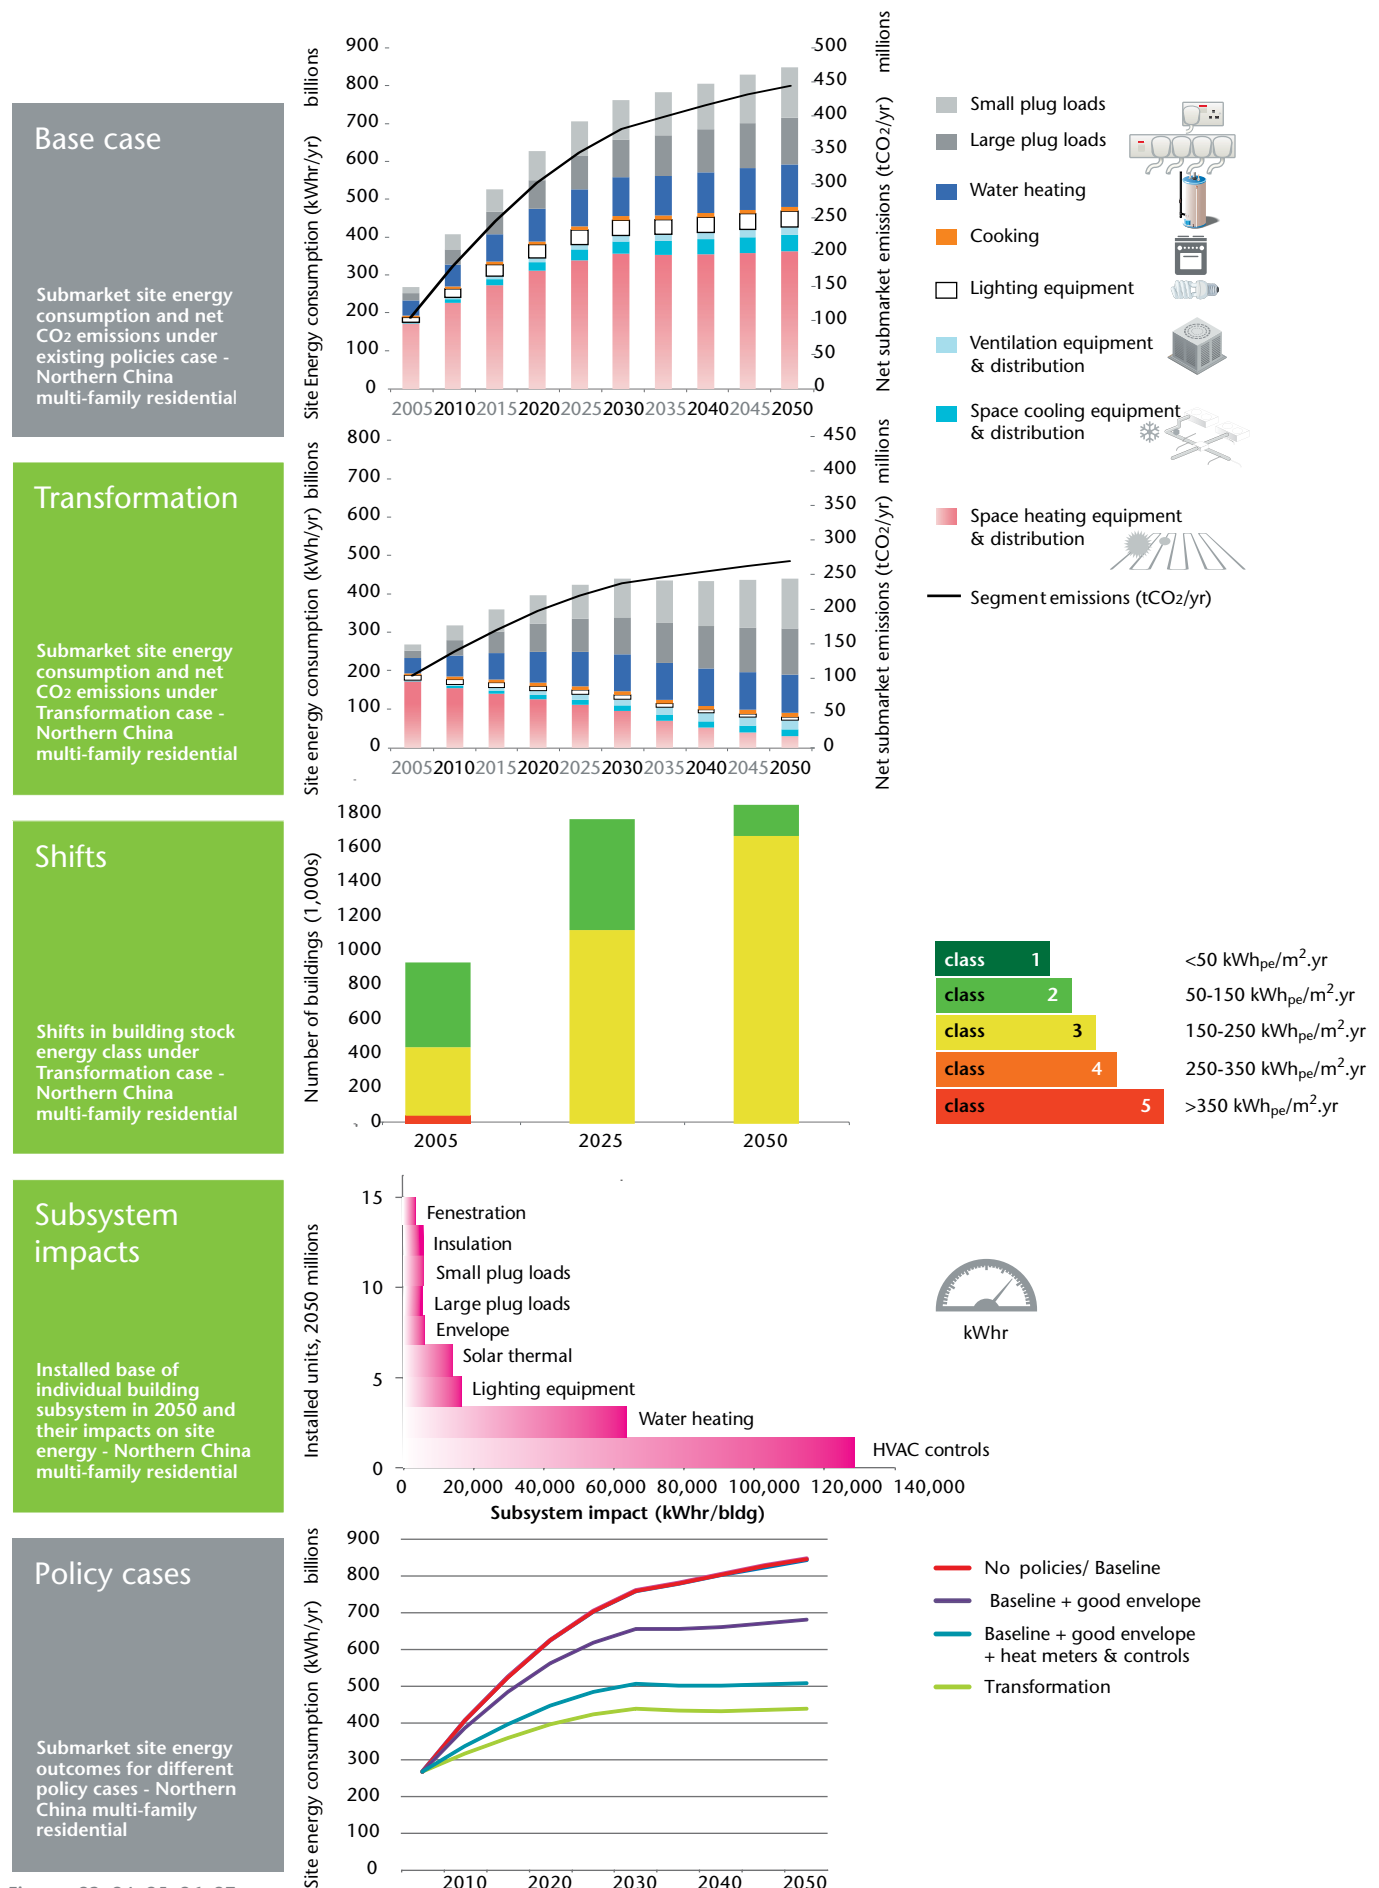 Base case
Submarket site energy
consumption and net
CO2 emissions under
existing policies case -
Northern China
multi-family residential
Site Energy consumption (kWhr/yr) billions
900
800
700
600
500
400
300
200
100
0
500
450
400
350
300
250
200
150
100
50
0
Net submarket emissions (tCO2/yr) millions
2005 2010 2015 2020 2025 2030 2035 2040 2045 2050
Small plug loads
Large plug loads
Water heating
Cooking
Lighting equipment
Ventilation equipment
& distribution
Space cooling equipment
& distribution
Space heating equipment
& distribution
Segment emissions (tCO2/yr)
Transformation
Submarket site energy
consumption and net
CO2 emissions under
Transformation case -
Northern China
multi-family residential
Site energy consumption (kWh/yr) billions
800
700
600
500
400
300
200
100
0
450
400
350
300
250
200
150
100
50
0
Net submarket emissions (tCO2/yr) millions
2005 2010 2015 2020 2025 2030 2035 2040 2045 2050
Shifts
Shifts in building stock
energy class under
Transformation case -
Northern China
multi-family residential
Number of buildings (1,000s)
1800
1600
1400
1200
1000
800
600
400
200
0
2005 2025 2050
class 1 <50 kWhpe/m2.yr
class 2 50-150 kWhpe/m2.yr
class 3 150-250 kWhpe/m2.yr
class 4 250-350 kWhpe/m2.yr
class 5 >350 kWhpe/m2.yr
Subsystem
impacts
Installed base of
individual building
subsystem in 2050 and
their impacts on site
energy - Northern China
multi-family residential
Installed units, 2050 millions
15
10
5
0
Fenestration
Insulation
Small plug loads
Large plug loads
Envelope
Solar thermal
Lighting equipment
Water heating
HVAC controls
0 20,000 40,000 60,000 80,000 100,000 120,000 140,000
Subsystem impact (kWhr/bldg)
kWhr
Policy cases
Submarket site energy
outcomes for different
policy cases - Northern
China multi-family
residential
Site energy consumption (kWh/yr) billions
900
800
700
600
500
400
300
200
100
0
2010 2020 2030 2040 2050
No policies/ Baseline
Baseline + good envelope
Baseline + good envelope
+ heat meters & controls
Transformation